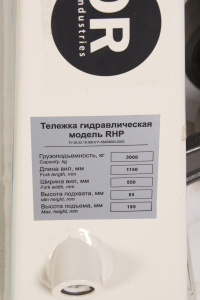 OR
industries
Тележка гидравлическая
модель RHP
Грузоподъемность, кг 3000
Capacity, kg
Длина вил, мм 1150
Fork length, mm
Ширина вил, мм 550
Fork width, mm
Высота подхвата, мм 85
Min height, mm
Высота подъема, мм 195
Max. height, mm